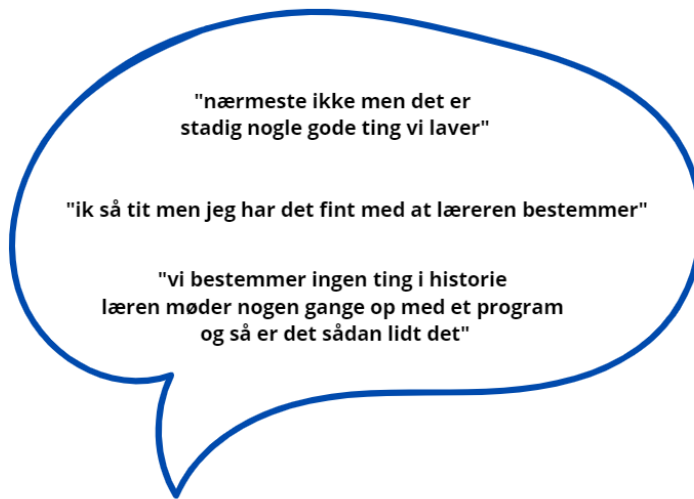 "nærmeste ikke men det er
stadig nogle gode ting vi laver"
"ik så tit men jeg har det fint med at læreren bestemmer"
"vi bestemmer ingen ting i historie
læren møder nogen gange op med et program
og så er det sådan lidt det"